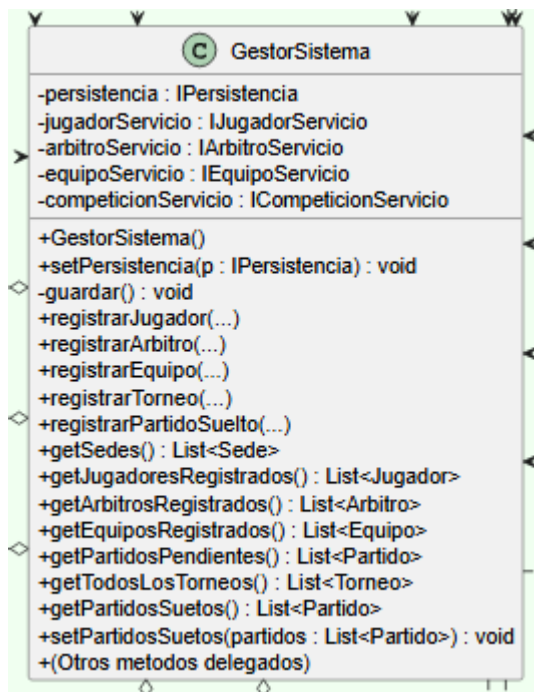 C GestorSistema
-persistencia : IPersistencia
-jugadorServicio : IJugadorServicio
-arbitroServicio : IArbitroServicio
-equipoServicio : IEquipoServicio
-competicionServicio : ICompeticionServicio
+GestorSistema()
+setPersistencia(p : IPersistencia) : void
-guardar() : void
+registrarJugador(...)
+registrarArbitro(...)
+registrarEquipo(...)
+registrarTorneo(...)
+registrarPartidoSuelto(...)
+getSedes() : List<Sede>
+getJugadoresRegistrados() : List<Jugador>
+getArbitrosRegistrados() : List<Arbitro>
+getEquiposRegistrados() : List<Equipo>
+getPartidosPendientes() : List<Partido>
+getTodosLosTorneos() : List<Torneo>
+getPartidosSuetos() : List<Partido>
+setPartidosSuetos(partidos : List<Partido>) : void
+(Otros metodos delegados)